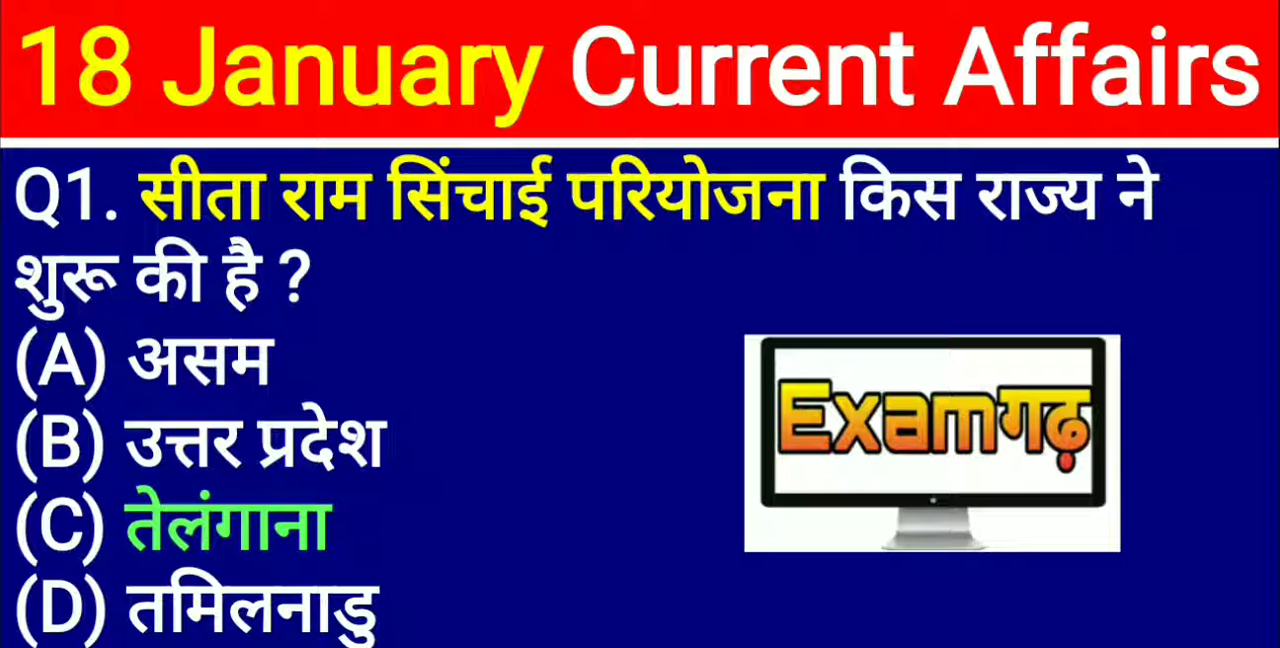 18 January Current Affairs
Q1. सीता राम सिंचाई परियोजना किस राज्य ने
शुरू की है ?
(A) असम
(B) उत्तर प्रदेश
(C) तेलंगाना
(D) तमिलनाडु
Examगढ़